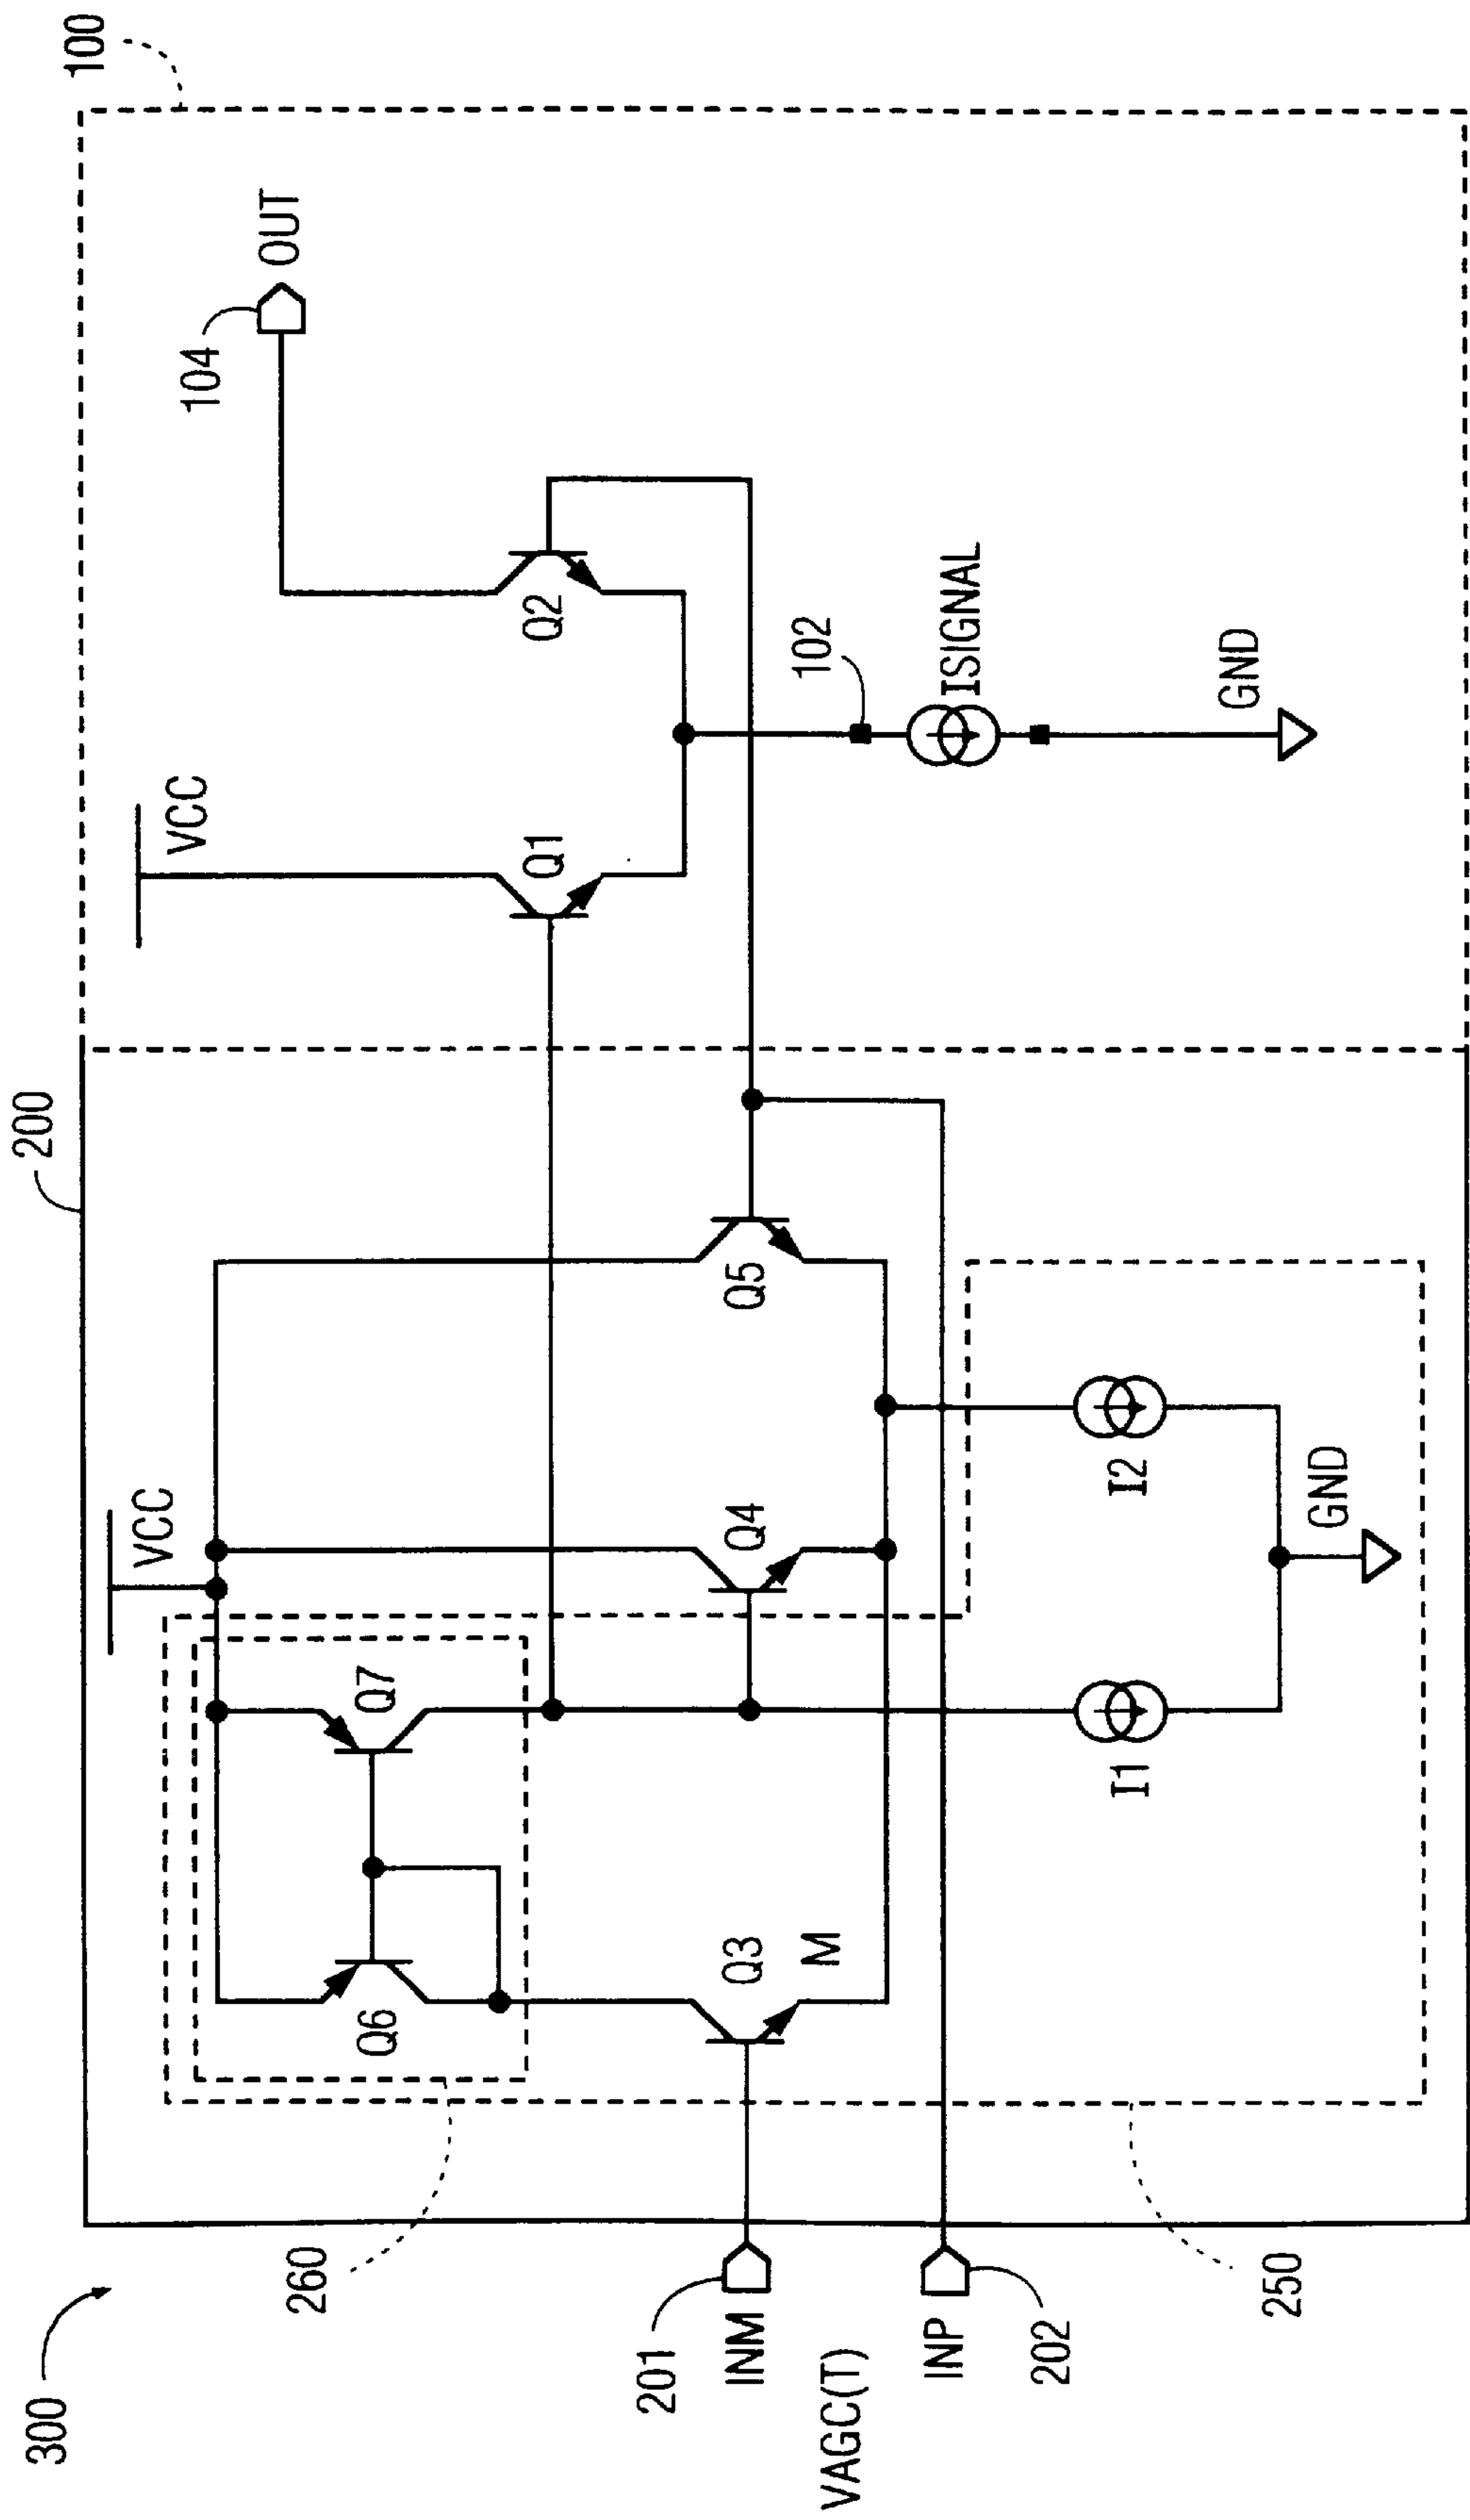 300
200
100
VCC
VCC
104
OUT
260
Q6
Q7
Q1
Q2
201
INM
Q3
M
Q4
Q5
VAGC(T)
INP
202
102
ISIGNAL
I1
I2
250
GND
GND